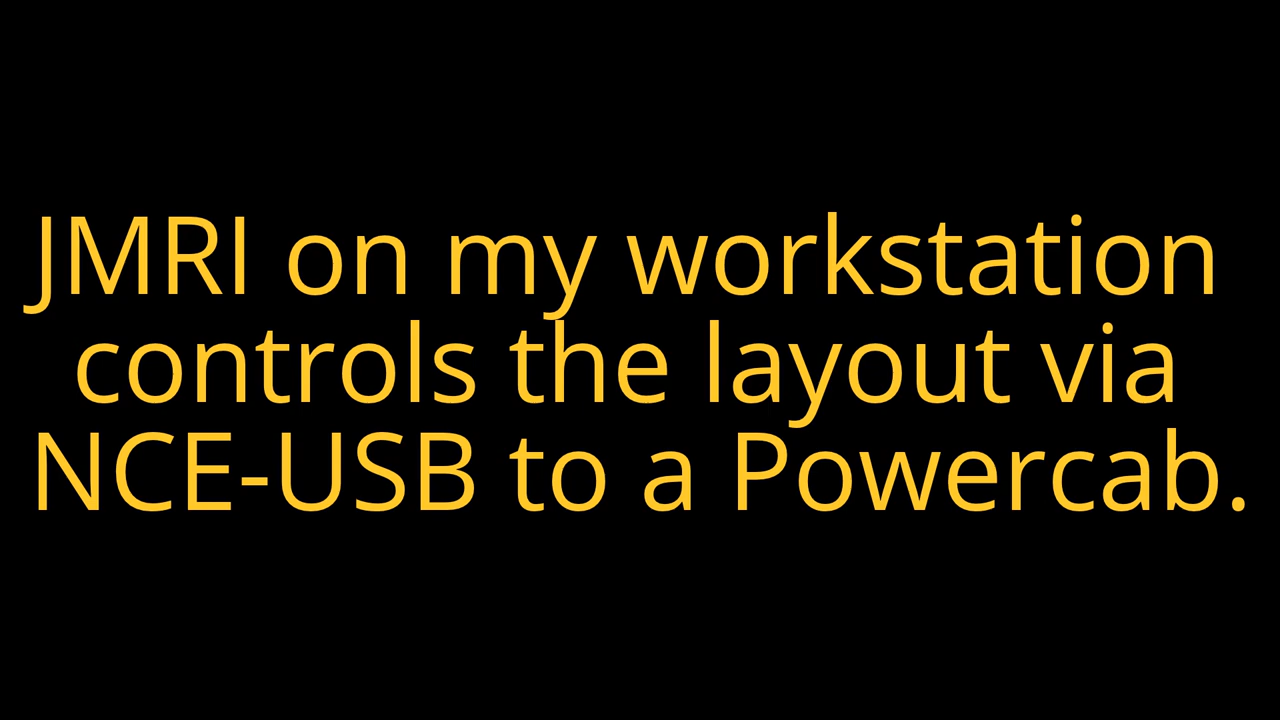 JMRI on my workstation
controls the layout via
NCE-USB to a Powercab.